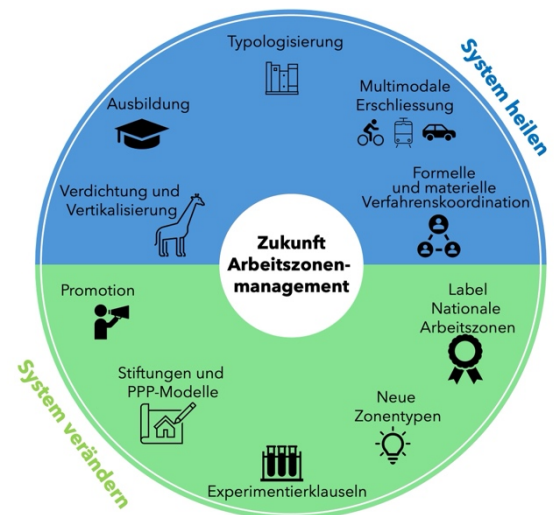 Typologisierung
System heilen
Multimodale
Erschliessung
Ausbildung
Formelle
und materielle
Verfahrenskoordination
Verdichtung und
Vertikalisierung
Zukunft
Arbeitszonen-
management
Promotion
Label
Nationale
Arbeitszonen
Stiftungen und
PPP-Modelle
Neue
Zonentypen
System verändern
Experimentierklauseln